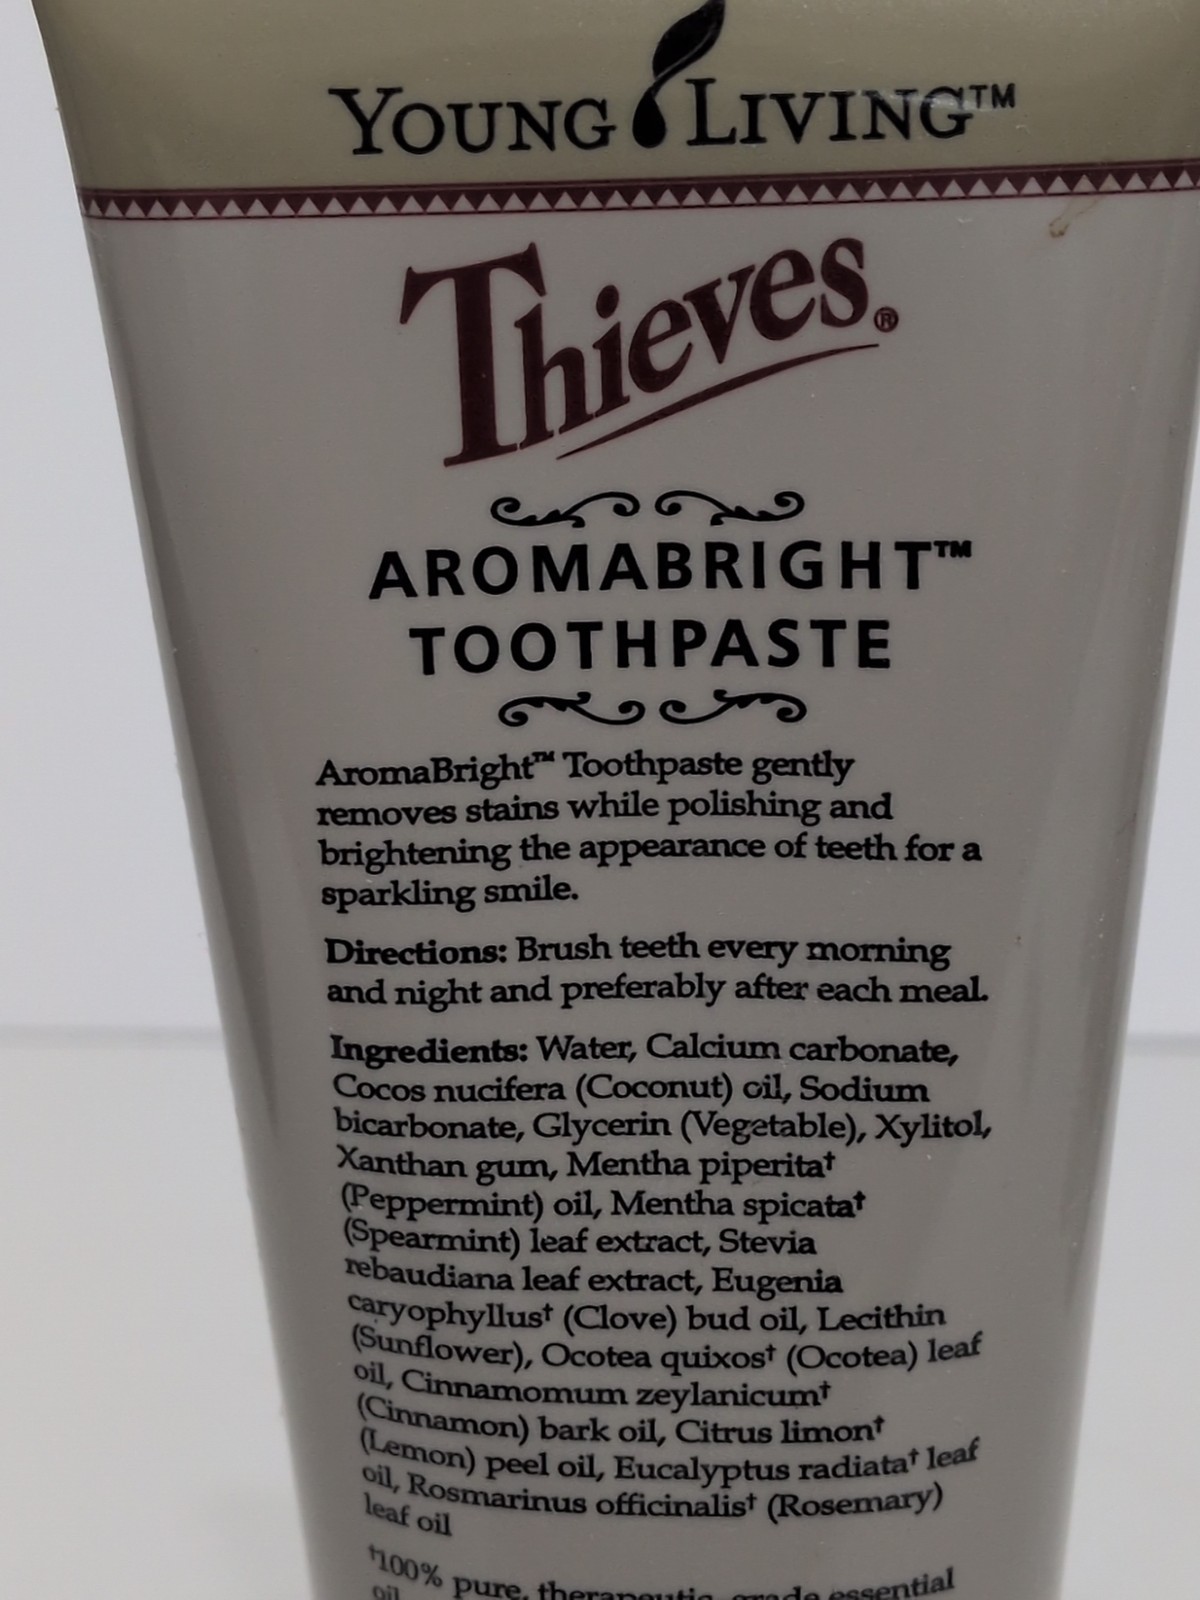 YOUNG LIVING™
Thieves®
AROMABRIGHT™
TOOTHPASTE
AromaBright™ Toothpaste gently
removes stains while polishing and
brightening the appearance of teeth for a
sparkling smile.
Directions: Brush teeth every morning
and night and preferably after each meal.
Ingredients: Water, Calcium carbonate,
Cocos nucifera (Coconut) oil, Sodium
bicarbonate, Glycerin (Vegetable), Xylitol,
Xanthan gum, Mentha piperita†
(Peppermint) oil, Mentha spicata†
(Spearmint) leaf extract, Stevia
rebaudiana leaf extract, Eugenia
caryophyllus† (Clove) bud oil, Lecithin
(Sunflower), Ocotea quixos† (Ocotea) leaf
oil, Cinnamomum zeylanicum†
(Cinnamon) bark oil, Citrus limon†
(Lemon) peel oil, Eucalyptus radiata† leaf
oil, Rosmarinus officinalis† (Rosemary)
leaf oil
†100% pure, therapeutic-grade essential
oil